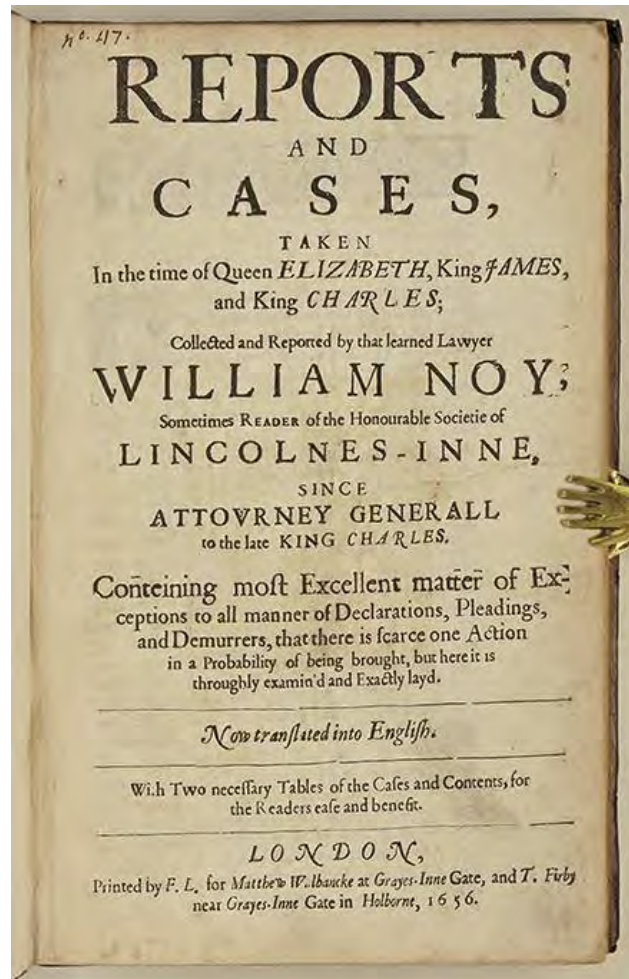 no. 47.
REPORTS
AND
CASES,
TAKEN
In the time of Queen ELIZABETH, King JAMES,
and King CHARLES;
Collected and Reported by that learned Lawyer
WILLIAM NOY;
Sometimes READER of the Honourable Societie of
LINCOLNES-INNE,
SINCE
ATTOVRNEY GENERALL
to the late KING CHARLES.
Conteining moſt Excellent matter of Ex-
ceptions to all manner of Declarations, Pleadings,
and Demurrers, that there is ſcarce one Action
in a Probability of being brought, but here it is
throughly examin'd and Exactly layd.
Now tranſlated into Engliſh.
Wi.h Two neceſſary Tables of the Caſes and Contents, for
the Readers eaſe and benefit.
LONDON,
Printed by F. L. for Matthew Walbancke at Grayes-Inne Gate, and T. Firby
near Grayes-Inne Gate in Holborne, 1656.